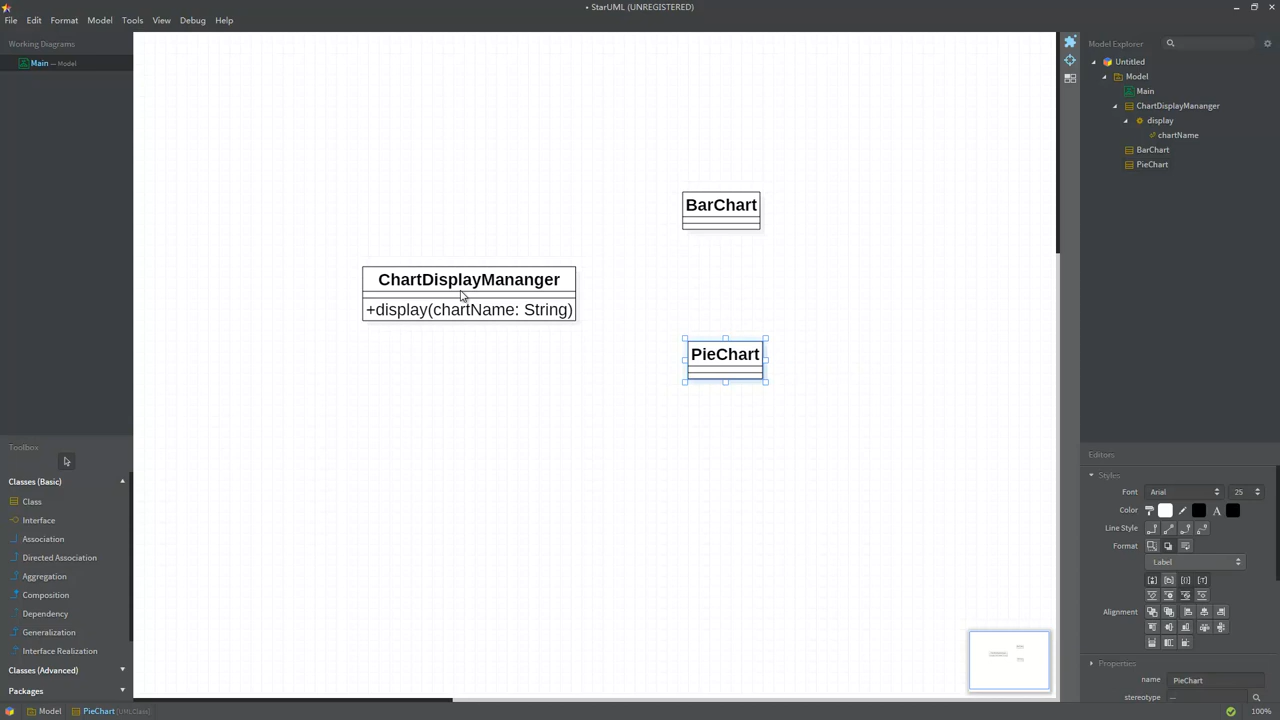 • StarUML (UNREGISTERED)
File Edit Format Model Tools View Debug Help
Working Diagrams
Main — Model
Toolbox
Classes (Basic)
Class
Interface
Association
Directed Association
Aggregation
Composition
Dependency
Generalization
Interface Realization
Classes (Advanced)
Packages
ChartDisplayMananger
+display(chartName: String)
BarChart
PieChart
Model Explorer
Untitled
Model
Main
ChartDisplayMananger
display
chartName
BarChart
PieChart
Editors
Styles
Font Arial 25
Color A
Line Style
Format
Label
Alignment
Properties
name PieChart
stereotype —
Model PieChart [UMLClass] 100%